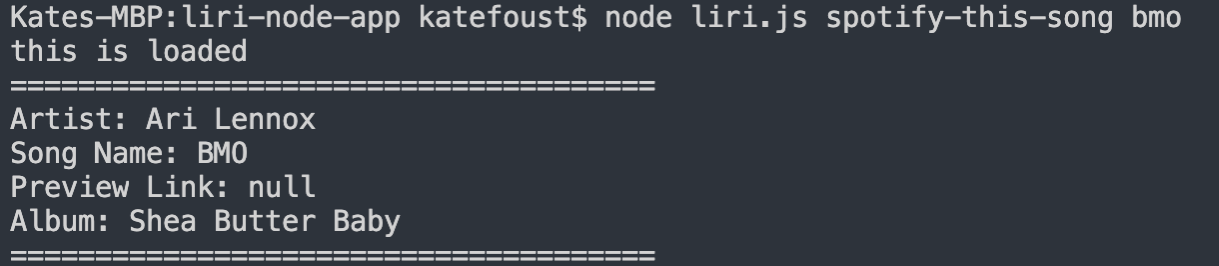 Kates-MBP:liri-node-app katefoust$ node liri.js spotify-this-song bmo
this is loaded
======================================
Artist: Ari Lennox
Song Name: BMO
Preview Link: null
Album: Shea Butter Baby
======================================